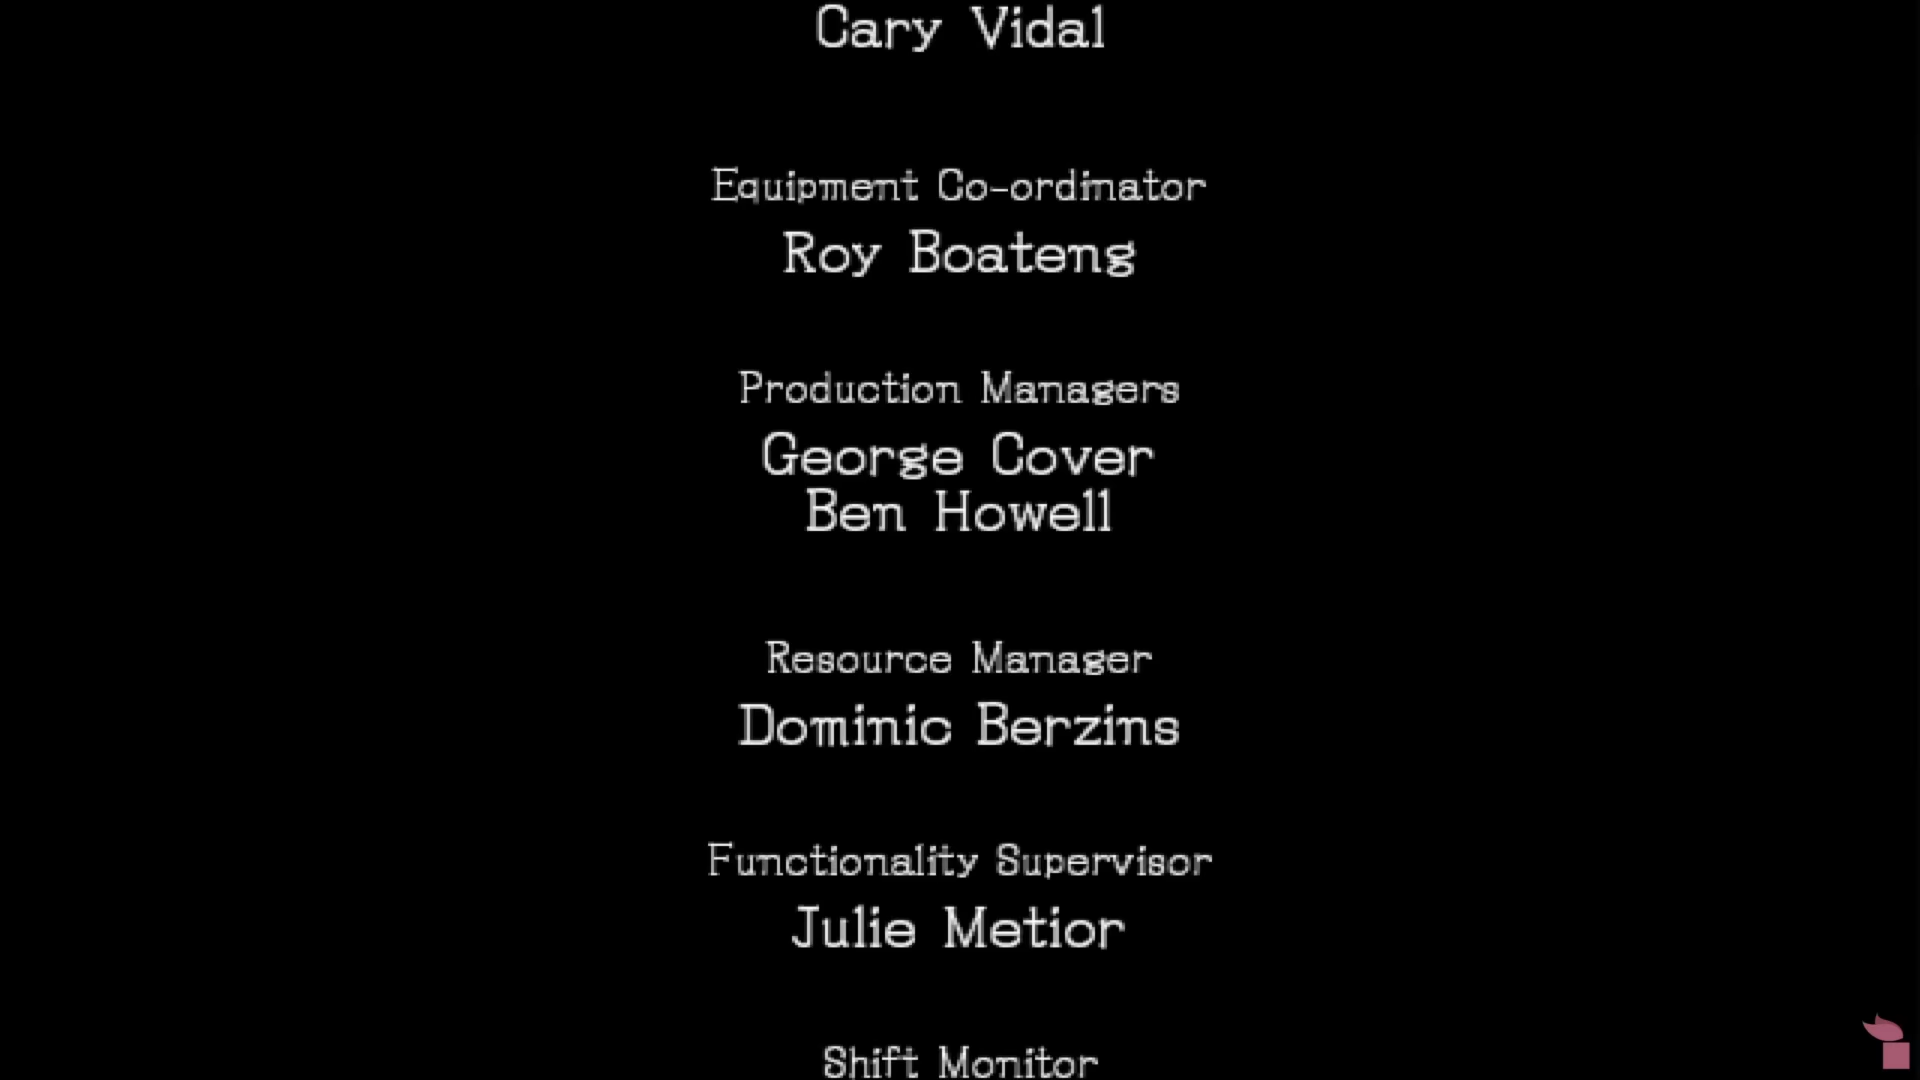 Cary Vidal
Equipment Co-ordinator
Roy Boateng
Production Managers
George Cover
Ben Howell
Resource Manager
Dominic Berzins
Functionality Supervisor
Julie Metior
Shift Monitor